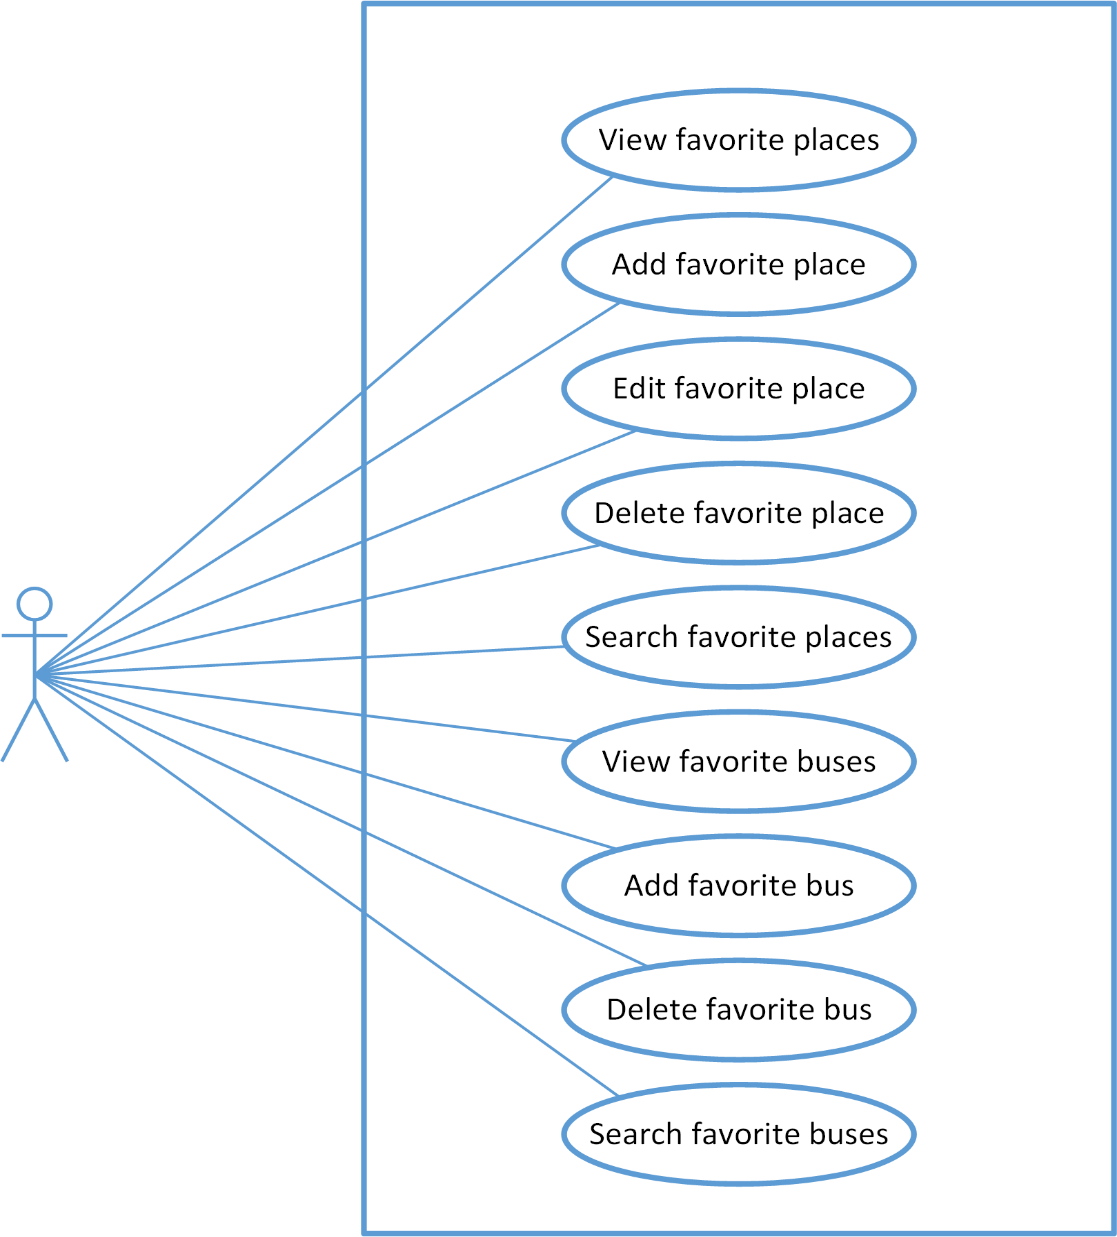 View favorite places
Add favorite place
Edit favorite place
Delete favorite place
Search favorite places
View favorite buses
Add favorite bus
Delete favorite bus
Search favorite buses